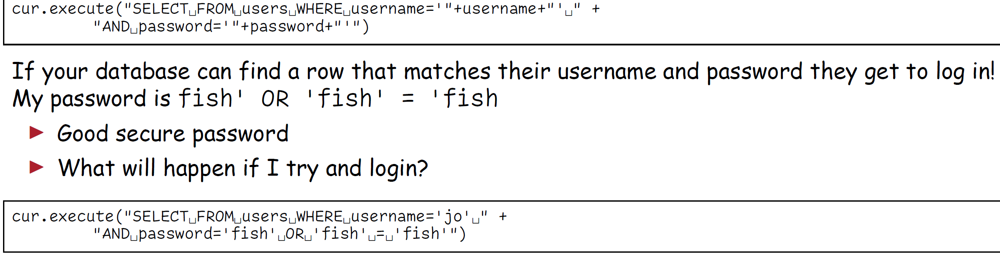 cur.execute("SELECT␣FROM␣users␣WHERE␣username='"+username+"'␣" +
"AND␣password='"+password+"'")
If your database can find a row that matches their username and password they get to log in!
My password is fish' OR 'fish' = 'fish
► Good secure password
► What will happen if I try and login?
cur.execute("SELECT␣FROM␣users␣WHERE␣username='jo'␣" +
"AND␣password='fish'␣OR␣'fish'␣=␣'fish'")